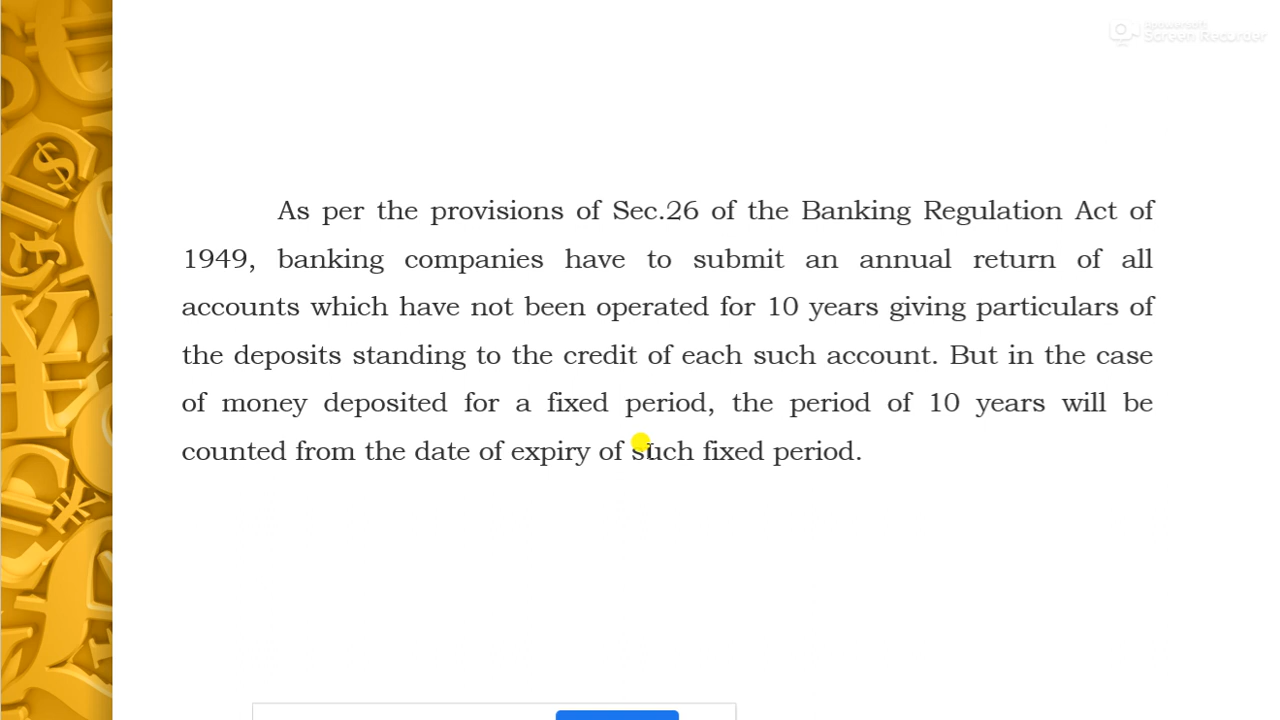 Apowersoft
Screen Recorder
As per the provisions of Sec.26 of the Banking Regulation Act of
1949, banking companies have to submit an annual return of all
accounts which have not been operated for 10 years giving particulars of
the deposits standing to the credit of each such account. But in the case
of money deposited for a fixed period, the period of 10 years will be
counted from the date of expiry of such fixed period.